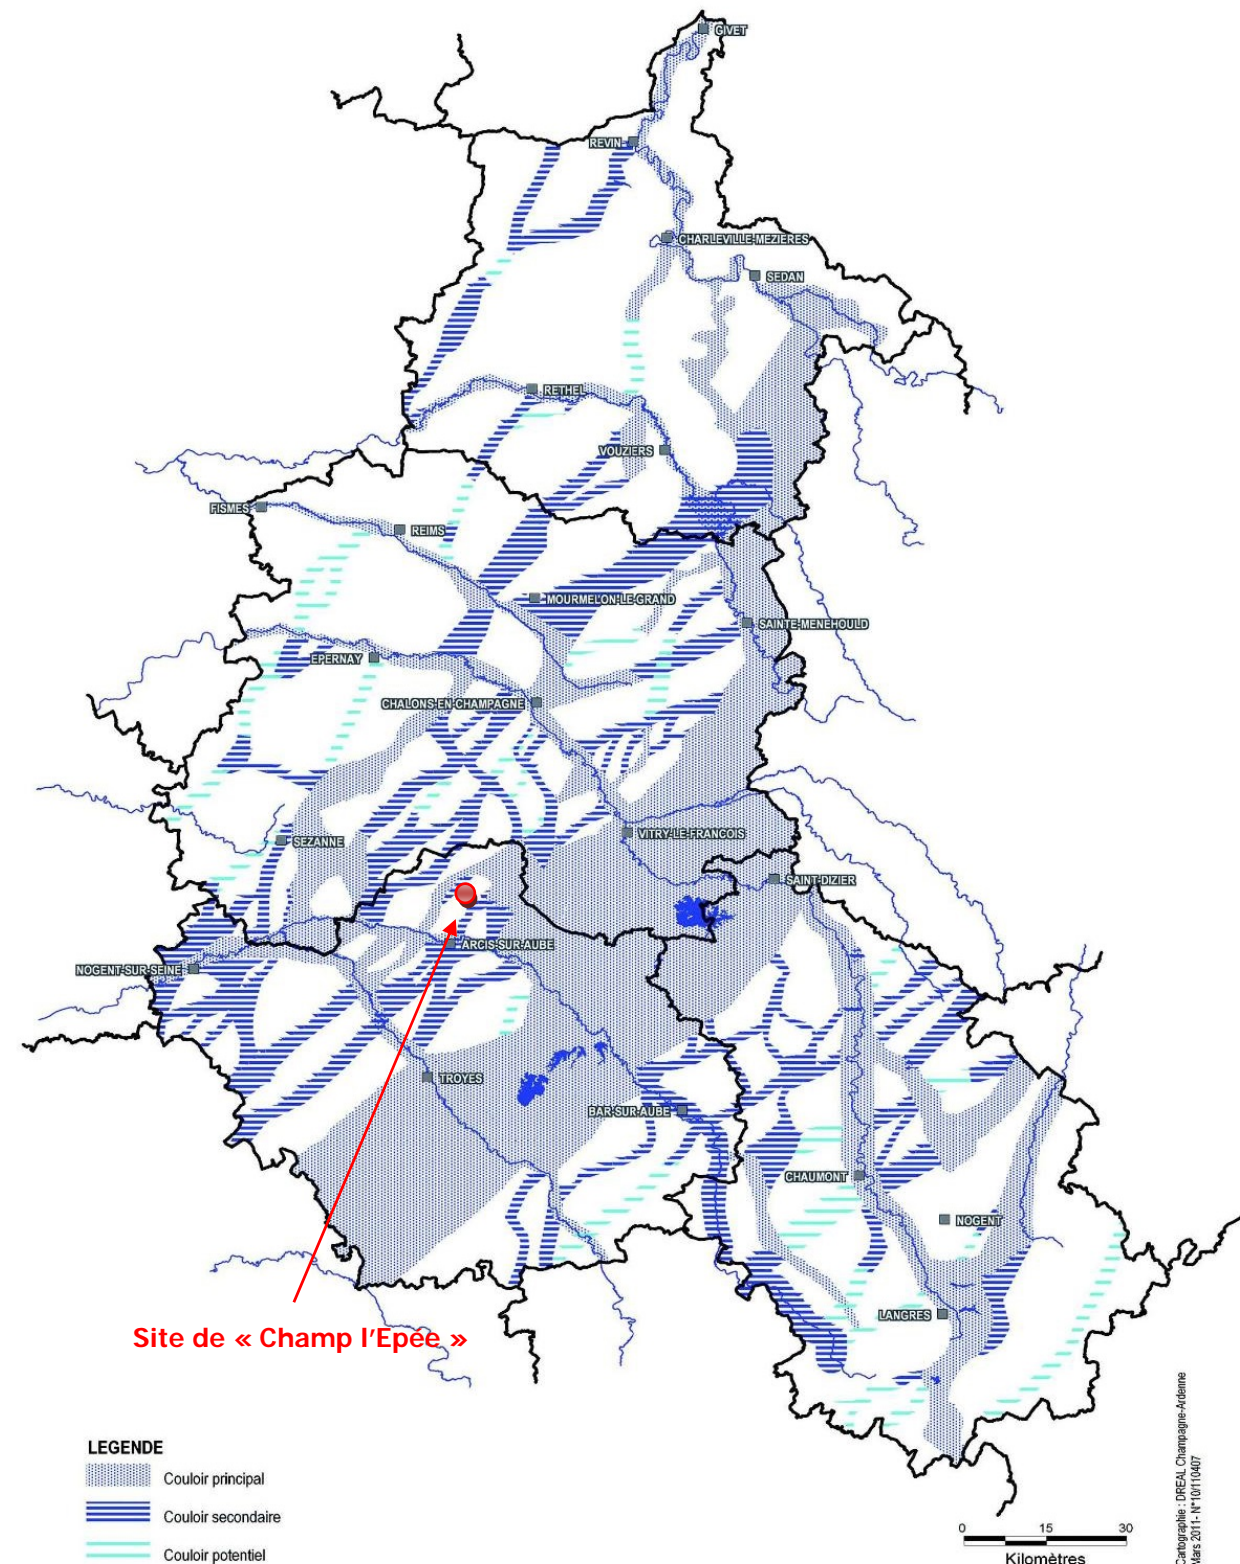 GIVET
REVIN
CHARLEVILLE-MEZIERES
SEDAN
RETHEL
VOUZIERS
FISMES
REIMS
MOURMELON-LE-GRAND
SAINTE-MENEHOULD
EPERNAY
CHALONS-EN-CHAMPAGNE
VITRY-LE-FRANCOIS
SEZANNE
SAINT-DIZIER
ARCIS-SUR-AUBE
NOGENT-SUR-SEINE
TROYES
BAR-SUR-AUBE
CHAUMONT
NOGENT
LANGRES
Site de « Champ l'Epée »
LEGENDE
Couloir principal
Couloir secondaire
Couloir potentiel
0 15 30
Kilomètres
Cartographie : DREAL Champagne-Ardenne
Mars 2011- N°10/110407